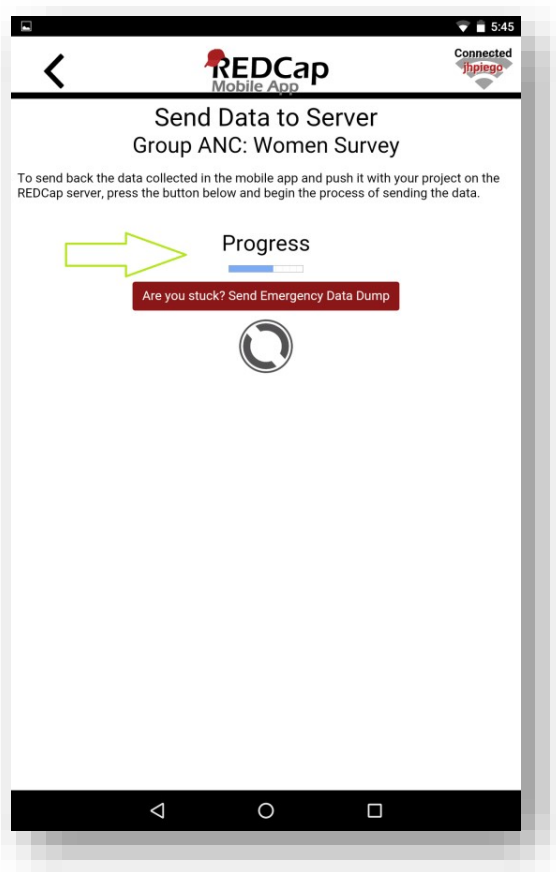 5:45
REDCap
Mobile App
Connected
jhpiego
Send Data to Server
Group ANC: Women Survey
To send back the data collected in the mobile app and push it with your project on the
REDCap server, press the button below and begin the process of sending the data.
Progress
Are you stuck? Send Emergency Data Dump